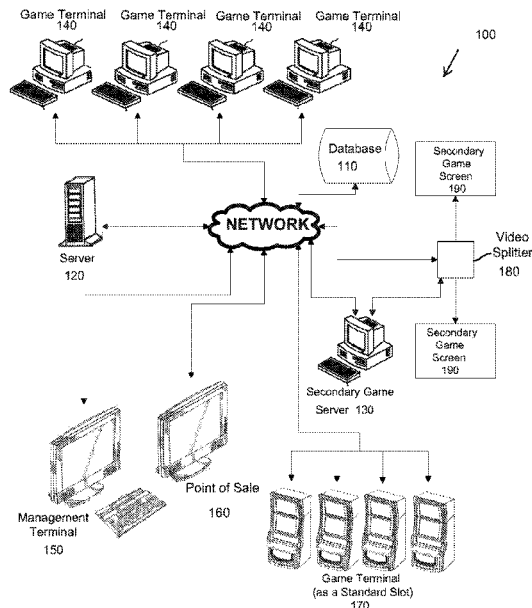 Game Terminal Game Terminal Game Terminal Game Terminal
140 140 140 140
100
Database
110
Secondary
Game
Screen
190
NETWORK
Server
120
Video
Splitter
180
Secondary
Game
Screen
190
Secondary Game
Server 130
Point of Sale
160
Management
Terminal
150
Game Terminal
(as a Standard Slot)
170